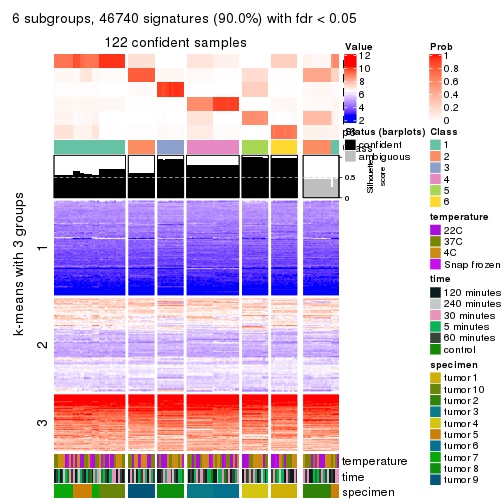 6 subgroups, 46740 signatures (90.0%) with fdr < 0.05
122 confident samples
k-means with 3 groups
1
2
3
Value
12
10
8
6
4
2
Status (barplots)
confident
ambiguous
0.5
0
Silhouette
score
temperature
time
specimen
Prob
1
0.8
0.6
0.4
0.2
0
Class
1
2
3
4
5
6
temperature
22C
37C
4C
Snap frozen
time
120 minutes
240 minutes
30 minutes
5 minutes
60 minutes
control
specimen
tumor 1
tumor 10
tumor 2
tumor 3
tumor 4
tumor 5
tumor 6
tumor 7
tumor 8
tumor 9